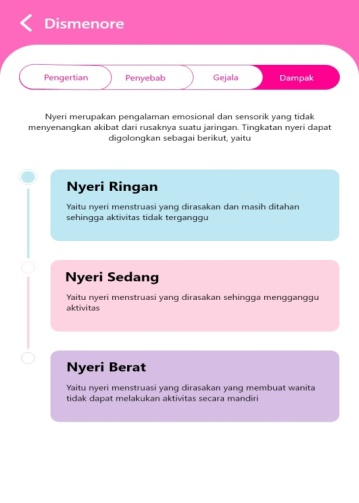 Dismenore
Pengertian
Penyebab
Gejala
Dampak
Nyeri merupakan pengalaman emosional dan sensorik yang tidak
menyenangkan akibat dari rusaknya suatu jaringan. Tingkatan nyeri dapat
digolongkan sebagai berikut, yaitu
Nyeri Ringan
Yaitu nyeri menstruasi yang dirasakan dan masih ditahan
sehingga aktivitas tidak terganggu
Nyeri Sedang
Yaitu nyeri menstruasi yang dirasakan sehingga mengganggu
aktivitas
Nyeri Berat
Yaitu nyeri menstruasi yang dirasakan yang membuat wanita
tidak dapat melakukan aktivitas secara mandiri